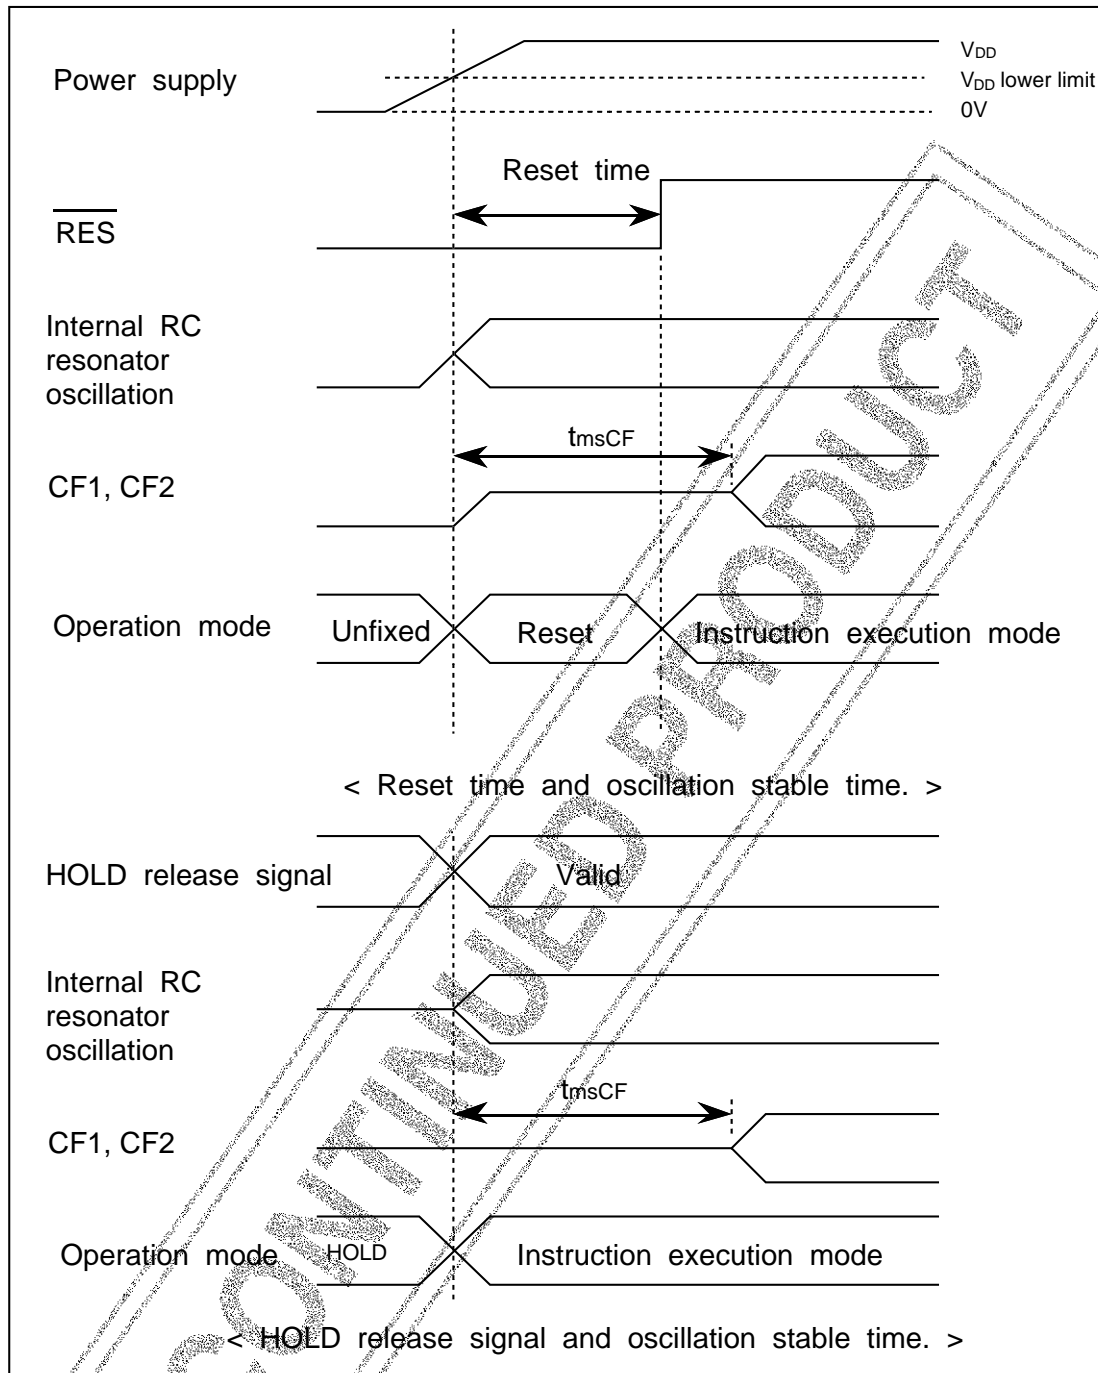 Power supply
VDD
VDD lower limit
0V
Reset time
RES
Internal RC
resonator
oscillation
tmsCF
CF1, CF2
Operation mode
Unfixed
Reset
Instruction execution mode
< Reset time and oscillation stable time. >
HOLD release signal
Valid
Internal RC
resonator
oscillation
tmsCF
CF1, CF2
Operation mode
HOLD
Instruction execution mode
< HOLD release signal and oscillation stable time. >
CONTINUED PRODUCT